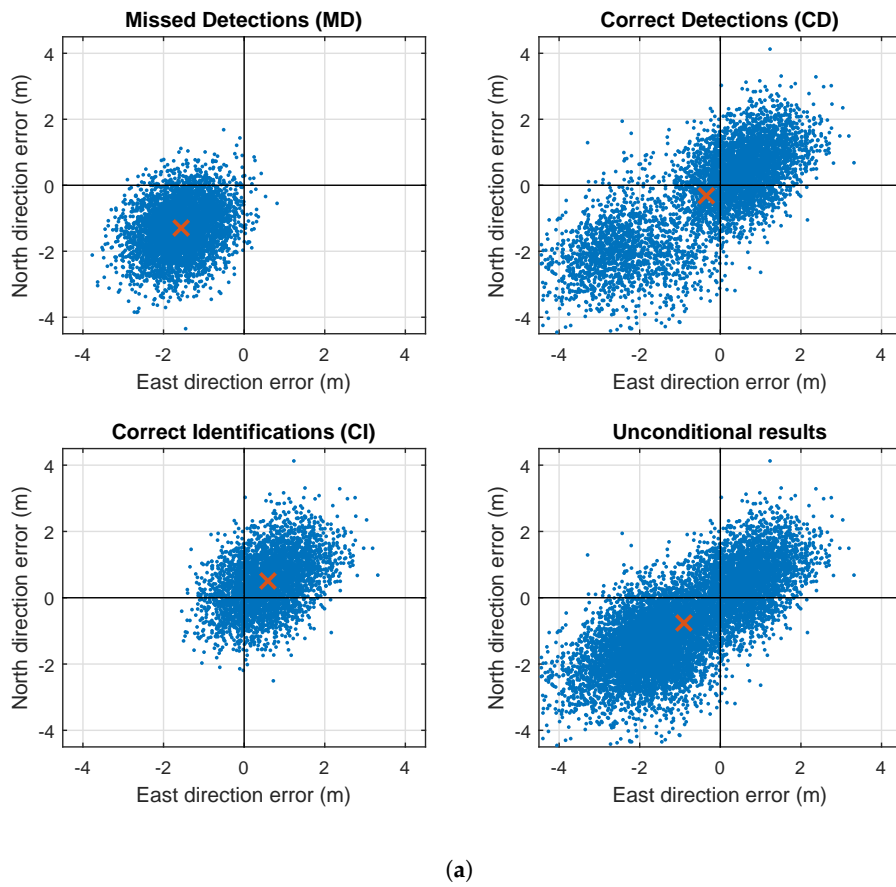 Missed Detections (MD)
North direction error (m)
4
2
0
-2
-4
-4 -2 0 2 4
East direction error (m)
Correct Detections (CD)
North direction error (m)
4
2
0
-2
-4
-4 -2 0 2 4
East direction error (m)
Correct Identifications (CI)
North direction error (m)
4
2
0
-2
-4
-4 -2 0 2 4
East direction error (m)
Unconditional results
North direction error (m)
4
2
0
-2
-4
-4 -2 0 2 4
East direction error (m)
(a)